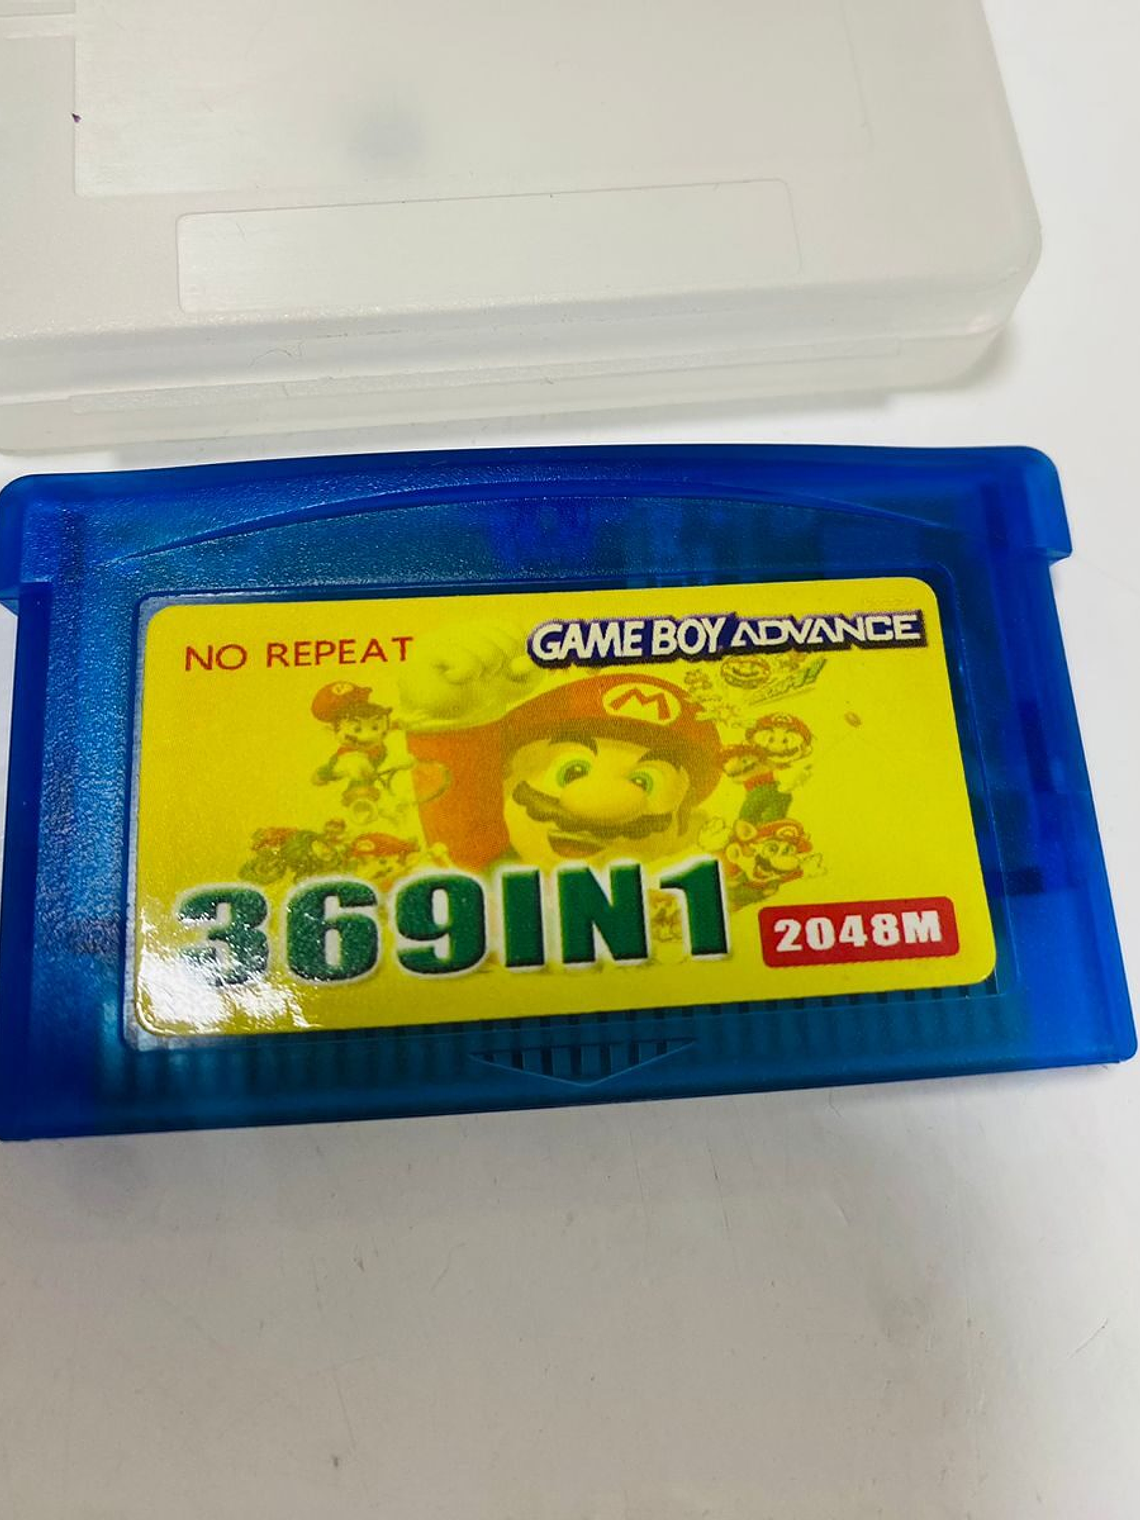 NO REPEAT
GAME BOY ADVANCE
M
369IN1
2048M